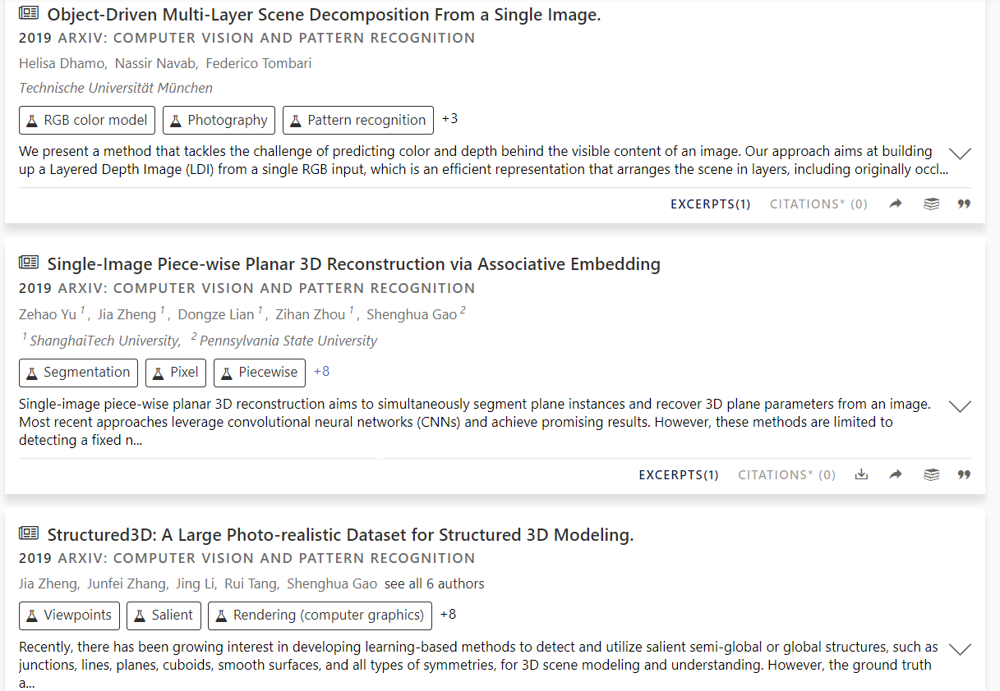 Object-Driven Multi-Layer Scene Decomposition From a Single Image.
2019 ARXIV: COMPUTER VISION AND PATTERN RECOGNITION
Helisa Dhamo, Nassir Navab, Federico Tombari
Technische Universität München
RGB color model Photography Pattern recognition +3
We present a method that tackles the challenge of predicting color and depth behind the visible content of an image. Our approach aims at building
up a Layered Depth Image (LDI) from a single RGB input, which is an efficient representation that arranges the scene in layers, including originally occl...
EXCERPTS(1) CITATIONS* (0)
Single-Image Piece-wise Planar 3D Reconstruction via Associative Embedding
2019 ARXIV: COMPUTER VISION AND PATTERN RECOGNITION
Zehao Yu 1, Jia Zheng 1, Dongze Lian 1, Zihan Zhou 1, Shenghua Gao 2
1 ShanghaiTech University, 2 Pennsylvania State University
Segmentation Pixel Piecewise +8
Single-image piece-wise planar 3D reconstruction aims to simultaneously segment plane instances and recover 3D plane parameters from an image.
Most recent approaches leverage convolutional neural networks (CNNs) and achieve promising results. However, these methods are limited to
detecting a fixed n...
EXCERPTS(1) CITATIONS* (0)
Structured3D: A Large Photo-realistic Dataset for Structured 3D Modeling.
2019 ARXIV: COMPUTER VISION AND PATTERN RECOGNITION
Jia Zheng, Junfei Zhang, Jing Li, Rui Tang, Shenghua Gao see all 6 authors
Viewpoints Salient Rendering (computer graphics) +8
Recently, there has been growing interest in developing learning-based methods to detect and utilize salient semi-global or global structures, such as
junctions, lines, planes, cuboids, smooth surfaces, and all types of symmetries, for 3D scene modeling and understanding. However, the ground truth
a...